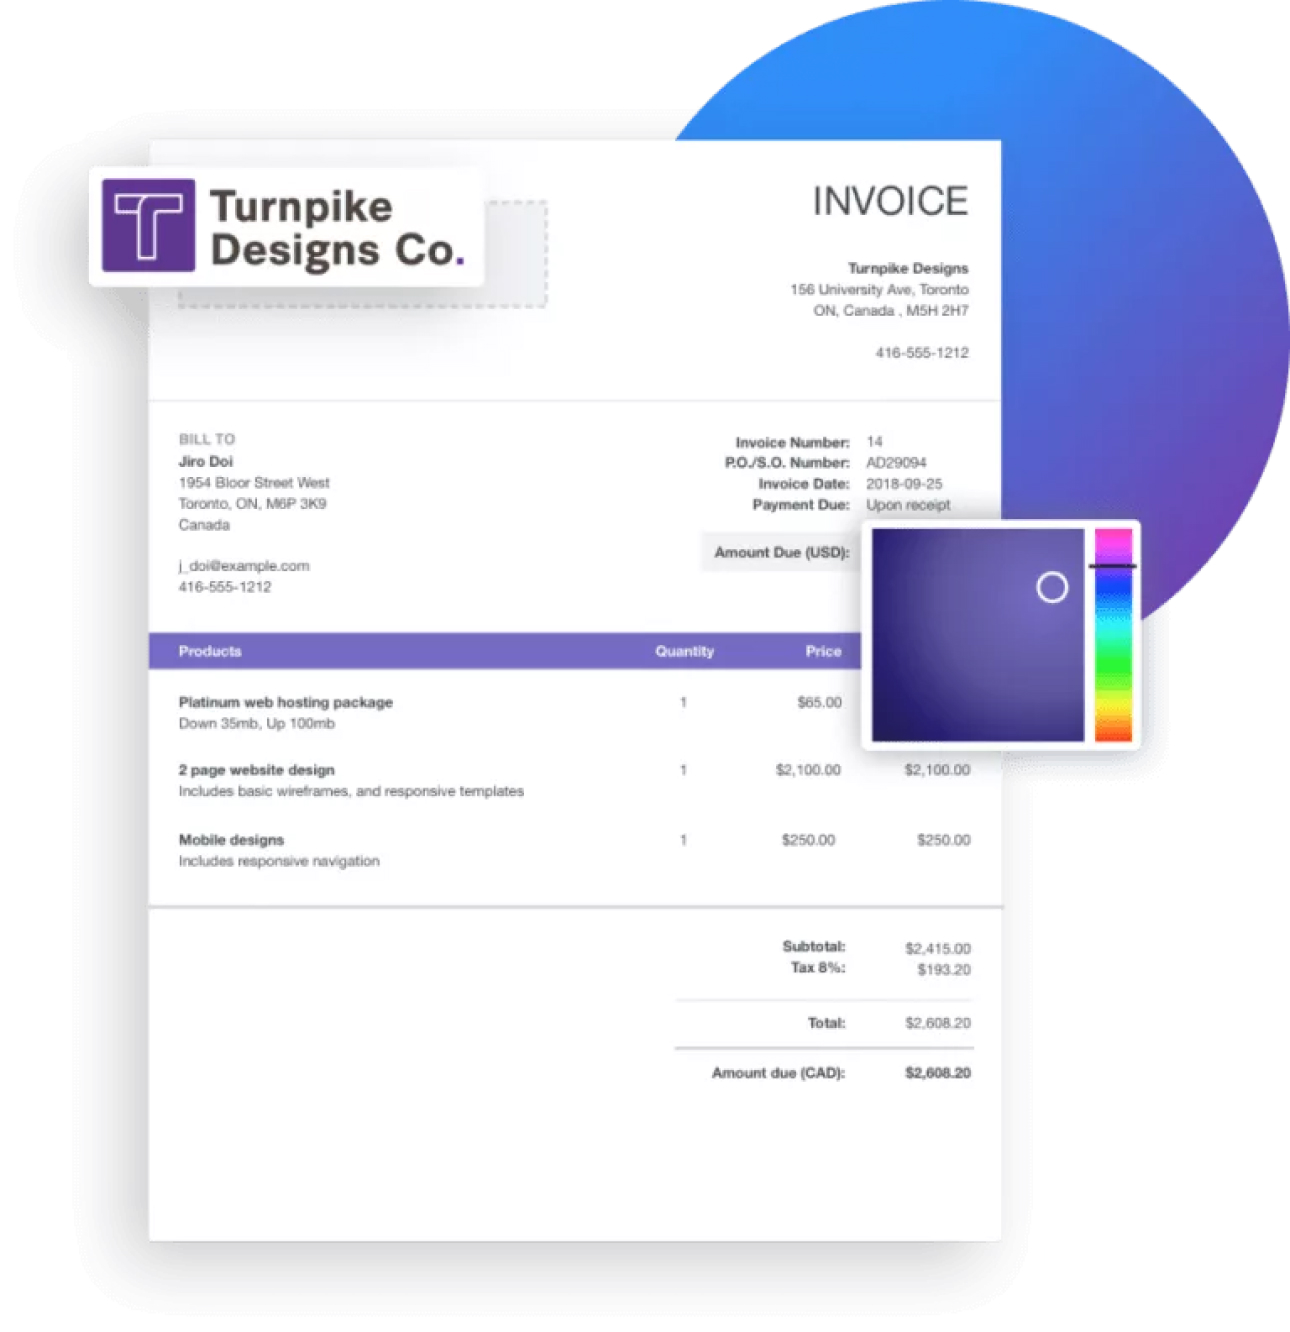 Turnpike
Designs Co.
INVOICE
Turnpike Designs
156 University Ave, Toronto
ON, Canada , M5H 2H7
416-555-1212
BILL TO
Jiro Doi
1954 Bloor Street West
Toronto, ON, M6P 3K9
Canada
j_doi@example.com
416-555-1212
Invoice Number: 14
P.O./S.O. Number: AD29094
Invoice Date: 2018-09-25
Payment Due: Upon receipt
Amount Due (USD):
Products Quantity Price
Platinum web hosting package 1 $65.00
Down 35mb, Up 100mb
2 page website design 1 $2,100.00 $2,100.00
Includes basic wireframes, and responsive templates
Mobile designs 1 $250.00 $250.00
Includes responsive navigation
Subtotal: $2,415.00
Tax 8%: $193.20
Total: $2,608.20
Amount due (CAD): $2,608.20